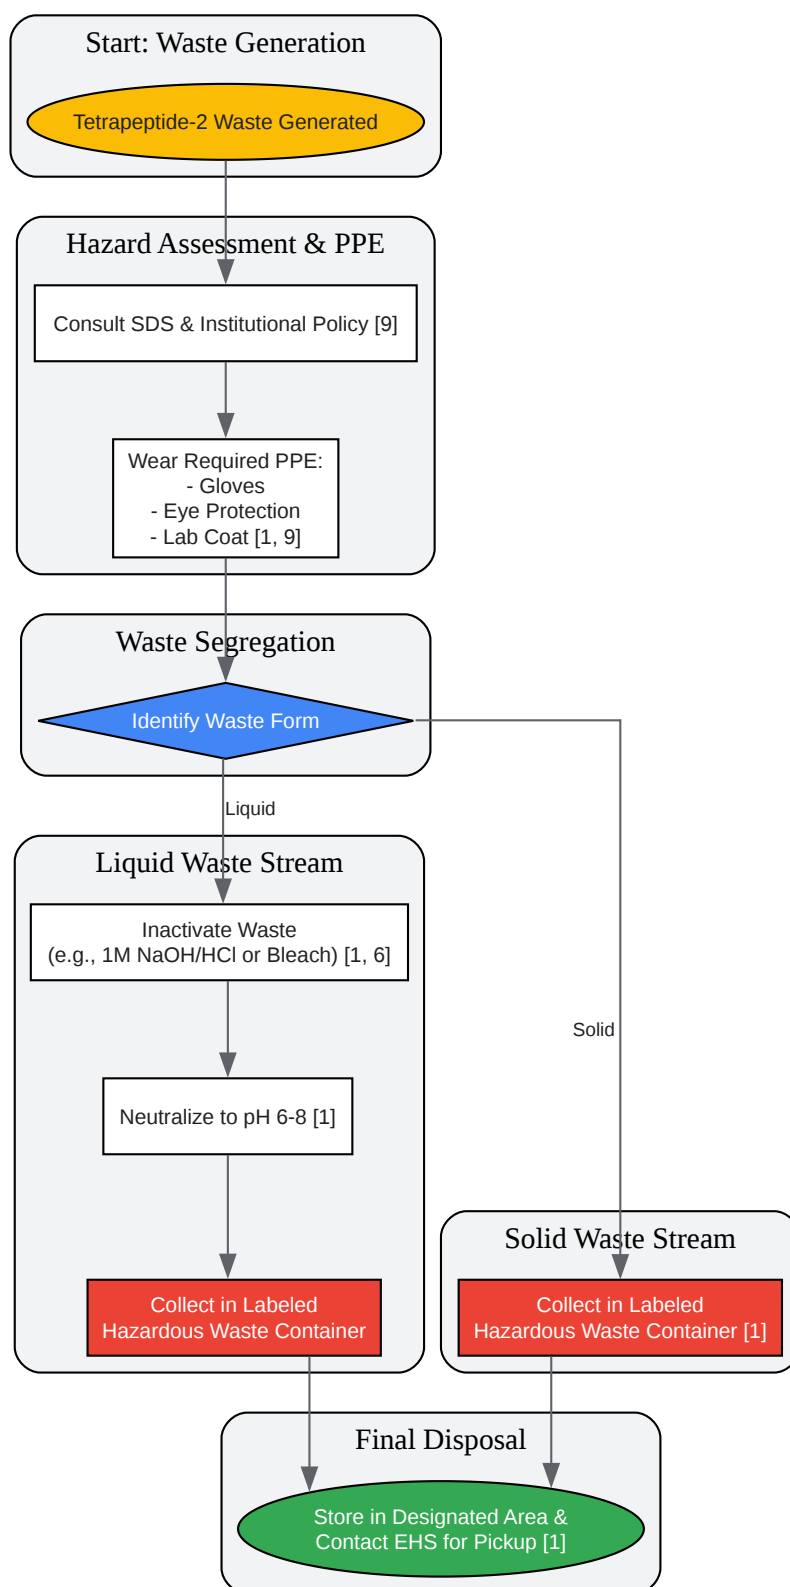 Start: Waste Generation
Tetrapeptide-2 Waste Generated
Hazard Assessment & PPE
Consult SDS & Institutional Policy [9]
Wear Required PPE:
- Gloves
- Eye Protection
- Lab Coat [1, 9]
Waste Segregation
Identify Waste Form
Liquid
Liquid Waste Stream
Inactivate Waste
(e.g., 1M NaOH/HCl or Bleach) [1, 6]
Neutralize to pH 6-8 [1]
Collect in Labeled
Hazardous Waste Container
Solid
Solid Waste Stream
Collect in Labeled
Hazardous Waste Container [1]
Final Disposal
Store in Designated Area &
Contact EHS for Pickup [1]